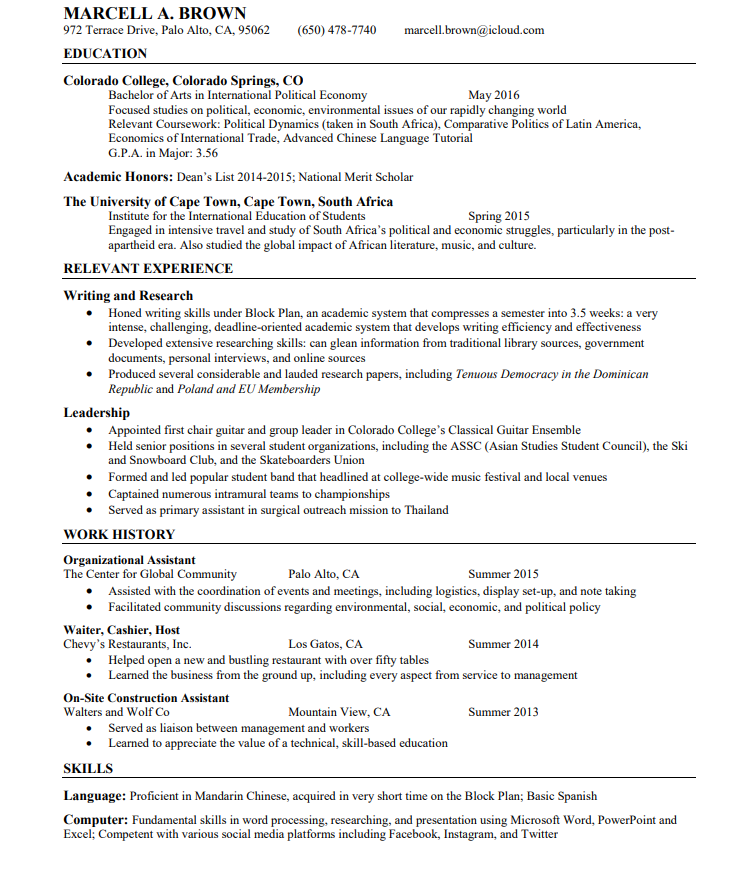 MARCELL A. BROWN
972 Terrace Drive, Palo Alto, CA, 95062 (650) 478-7740 marcell.brown@icloud.com
EDUCATION
Colorado College, Colorado Springs, CO
Bachelor of Arts in International Political Economy May 2016
Focused studies on political, economic, environmental issues of our rapidly changing world
Relevant Coursework: Political Dynamics (taken in South Africa), Comparative Politics of Latin America,
Economics of International Trade, Advanced Chinese Language Tutorial
G.P.A. in Major: 3.56
Academic Honors: Dean's List 2014-2015; National Merit Scholar
The University of Cape Town, Cape Town, South Africa
Institute for the International Education of Students Spring 2015
Engaged in intensive travel and study of South Africa's political and economic struggles, particularly in the post-
apartheid era. Also studied the global impact of African literature, music, and culture.
RELEVANT EXPERIENCE
Writing and Research
• Honed writing skills under Block Plan, an academic system that compresses a semester into 3.5 weeks: a very
intense, challenging, deadline-oriented academic system that develops writing efficiency and effectiveness
• Developed extensive researching skills: can glean information from traditional library sources, government
documents, personal interviews, and online sources
• Produced several considerable and lauded research papers, including Tenuous Democracy in the Dominican
Republic and Poland and EU Membership
Leadership
• Appointed first chair guitar and group leader in Colorado College's Classical Guitar Ensemble
• Held senior positions in several student organizations, including the ASSC (Asian Studies Student Council), the Ski
and Snowboard Club, and the Skateboarders Union
• Formed and led popular student band that headlined at college-wide music festival and local venues
• Captained numerous intramural teams to championships
• Served as primary assistant in surgical outreach mission to Thailand
WORK HISTORY
Organizational Assistant
The Center for Global Community Palo Alto, CA Summer 2015
• Assisted with the coordination of events and meetings, including logistics, display set-up, and note taking
• Facilitated community discussions regarding environmental, social, economic, and political policy
Waiter, Cashier, Host
Chevy's Restaurants, Inc. Los Gatos, CA Summer 2014
• Helped open a new and bustling restaurant with over fifty tables
• Learned the business from the ground up, including every aspect from service to management
On-Site Construction Assistant
Walters and Wolf Co Mountain View, CA Summer 2013
• Served as liaison between management and workers
• Learned to appreciate the value of a technical, skill-based education
SKILLS
Language: Proficient in Mandarin Chinese, acquired in very short time on the Block Plan; Basic Spanish
Computer: Fundamental skills in word processing, researching, and presentation using Microsoft Word, PowerPoint and
Excel; Competent with various social media platforms including Facebook, Instagram, and Twitter